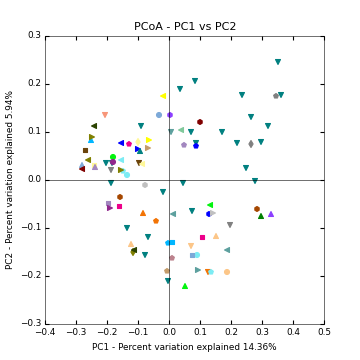 PCoA - PC1 vs PC2
0.3
0.2
0.1
0.0
−0.1
−0.2
−0.3
PC2 - Percent variation explained 5.94%
−0.4 −0.3 −0.2 −0.1 0.0 0.1 0.2 0.3 0.4 0.5
PC1 - Percent variation explained 14.36%